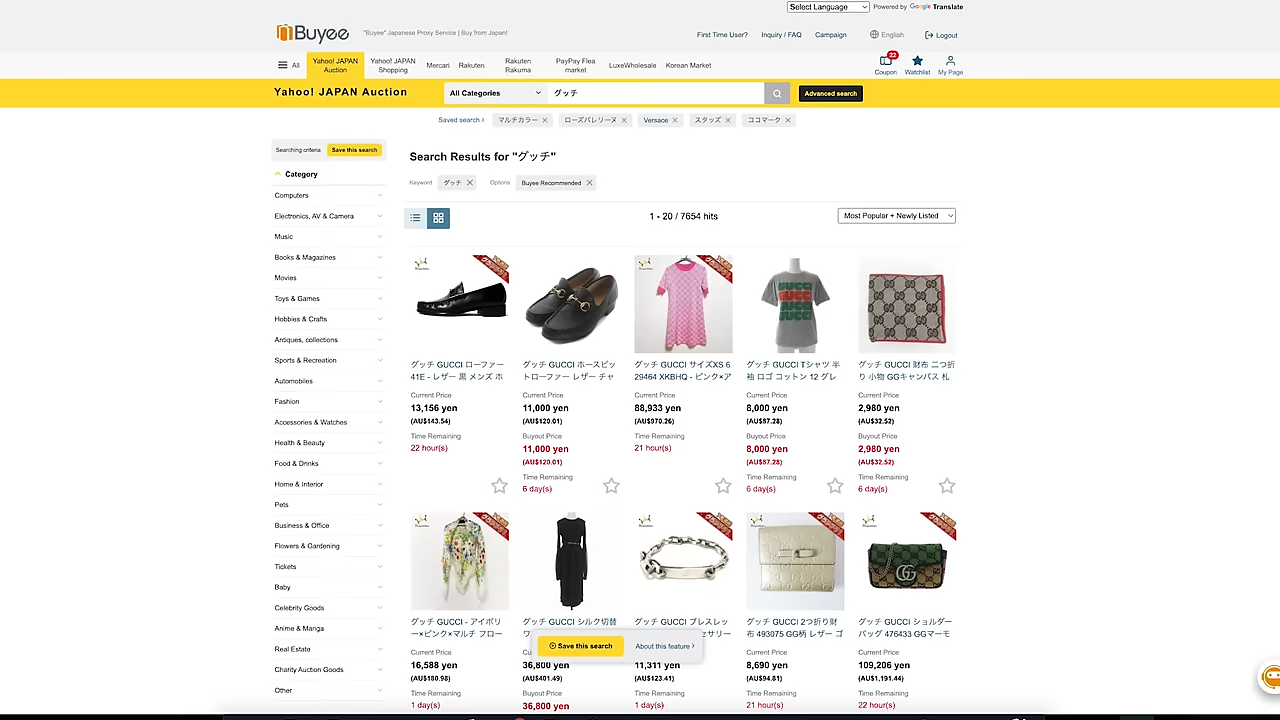 Select Language
Powered by Google Translate
Buyee
"Buyee" Japanese Proxy Service | Buy from Japan!
First Time User?
Inquiry / FAQ
Campaign
English
Logout
All
Yahoo! JAPAN Auction
Yahoo! JAPAN Shopping
Mercari
Rakuten
Rakuten Rakuma
PayPay Flea market
LuxeWholesale
Korean Market
22
Coupon
Watchlist
My Page
Yahoo! JAPAN Auction
All Categories
グッチ
Advanced search
Saved search
マルチカラー
ローズバレリーヌ
Versace
スタッズ
ココマーク
Searching criteria
Save this search
Category
Computers
Electronics, AV & Camera
Music
Books & Magazines
Movies
Toys & Games
Hobbies & Crafts
Antiques, collections
Sports & Recreation
Automobiles
Fashion
Accessories & Watches
Health & Beauty
Food & Drinks
Home & Interior
Pets
Business & Office
Flowers & Gardening
Tickets
Baby
Celebrity Goods
Anime & Manga
Real Estate
Charity Auction Goods
Other
Search Results for "グッチ"
Keyword
グッチ
Options
Buyee Recommended
1 - 20 / 7654 hits
Most Popular + Newly Listed
グッチ GUCCI ローファー
41E - レザー 黒 メンズ ホ
Current Price
13,156 yen
(AU$143.54)
Time Remaining
22 hour(s)
グッチ GUCCI ホースビッ
トローファー レザー チャ
Current Price
11,000 yen
(AU$120.01)
Buyout Price
11,000 yen
(AU$120.01)
Time Remaining
6 day(s)
グッチ GUCCI サイズXS 6
29464 XKBHQ - ピンク×ア
Current Price
88,933 yen
(AU$970.26)
Time Remaining
21 hour(s)
GUCCI
GUCCI
GUCCI
GUCCI
グッチ GUCCI Tシャツ 半
袖 ロゴ コットン 12 グレ
Current Price
8,000 yen
(AU$87.28)
Buyout Price
8,000 yen
(AU$87.28)
Time Remaining
6 day(s)
グッチ GUCCI 財布 二つ折
り 小物 GGキャンバス 札
Current Price
2,980 yen
(AU$32.52)
Buyout Price
2,980 yen
(AU$32.52)
Time Remaining
6 day(s)
グッチ GUCCI - アイボリ
ー×ピンク×マルチ フロー
Current Price
16,588 yen
(AU$180.98)
Time Remaining
1 day(s)
グッチ GUCCI シルク切替
ワ
36,800 yen
(AU$401.49)
Buyout Price
36,800 yen
グッチ GUCCI ブレスレッ
セサリー
11,311 yen
(AU$123.41)
Time Remaining
1 day(s)
グッチ GUCCI 2つ折り財
布 493075 GG柄 レザー ゴ
Current Price
8,690 yen
(AU$94.81)
Time Remaining
21 hour(s)
グッチ GUCCI ショルダー
バッグ 476433 GGマーモ
Current Price
109,206 yen
(AU$1,191.44)
Time Remaining
22 hour(s)
Save this search
About this feature